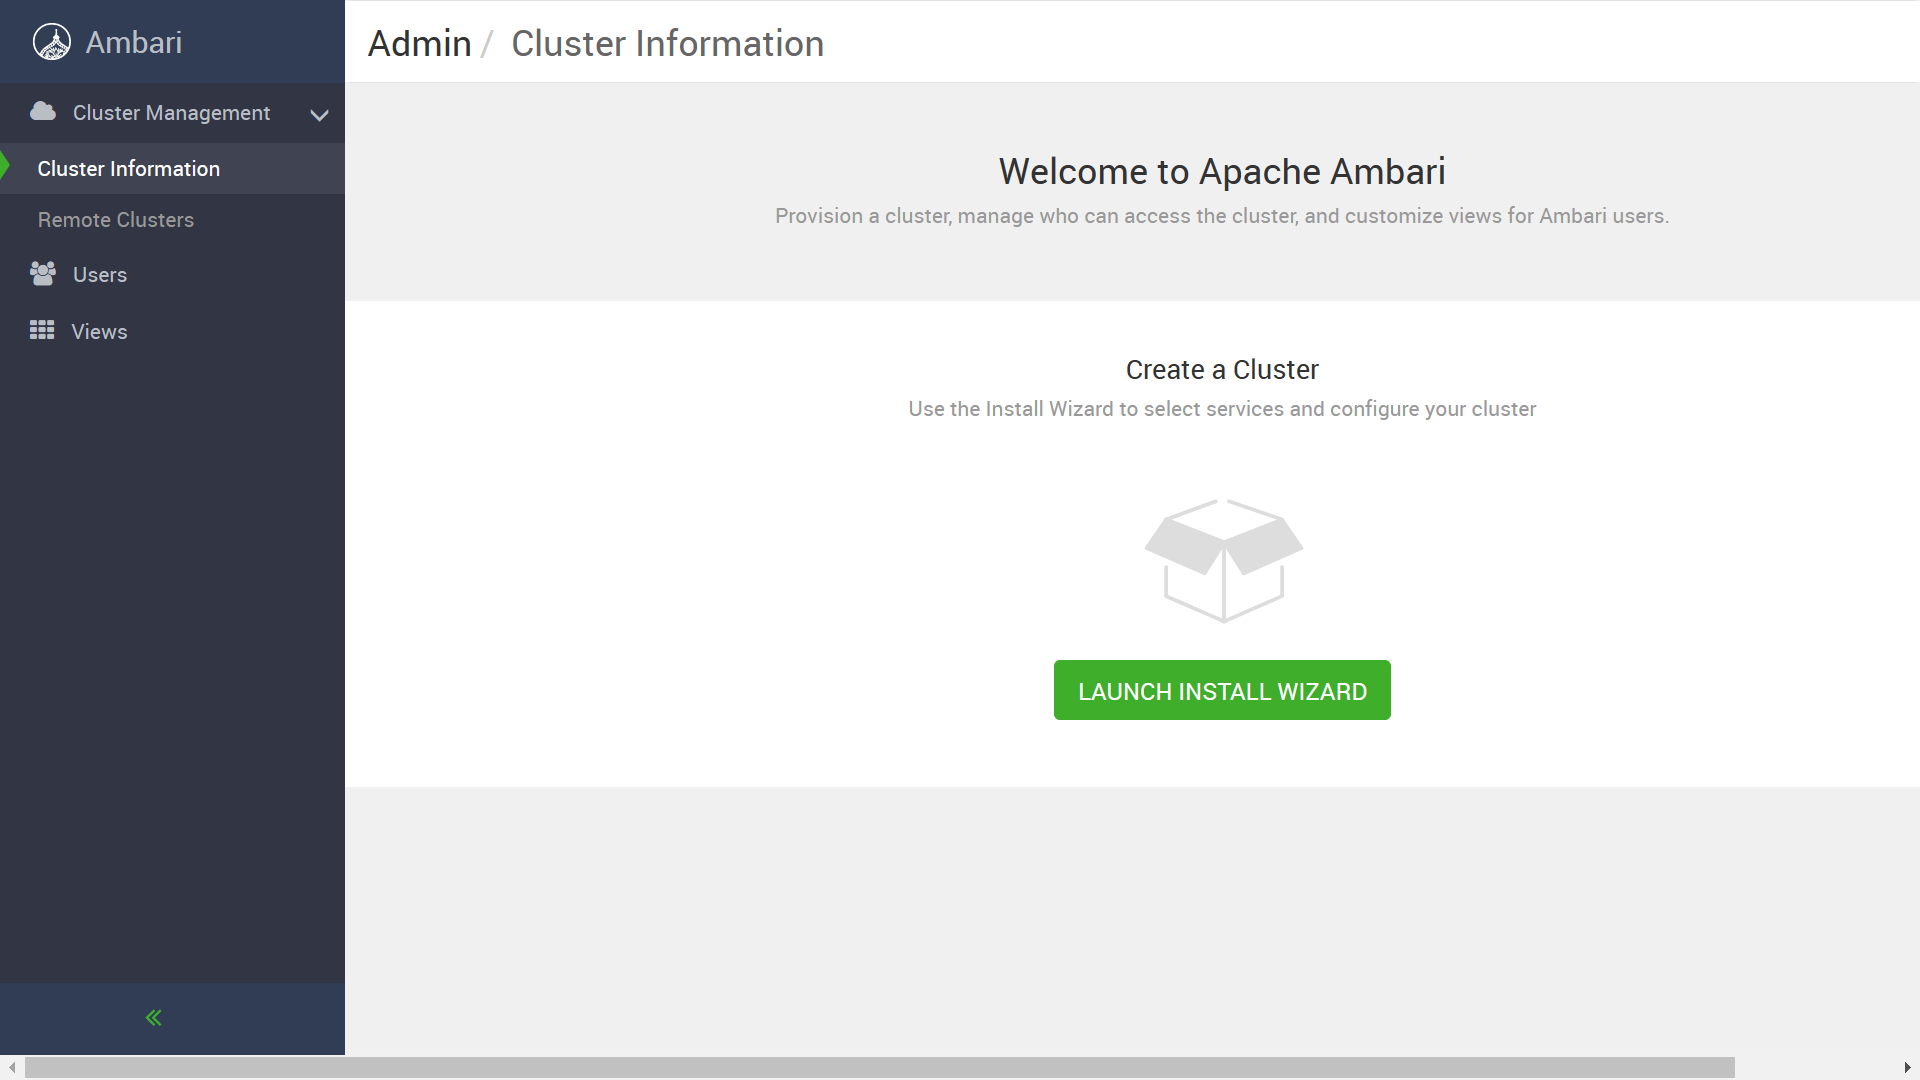 Ambari
Admin / Cluster Information
Cluster Management
Cluster Information
Remote Clusters
Users
Views
Welcome to Apache Ambari
Provision a cluster, manage who can access the cluster, and customize views for Ambari users.
Create a Cluster
Use the Install Wizard to select services and configure your cluster
LAUNCH INSTALL WIZARD